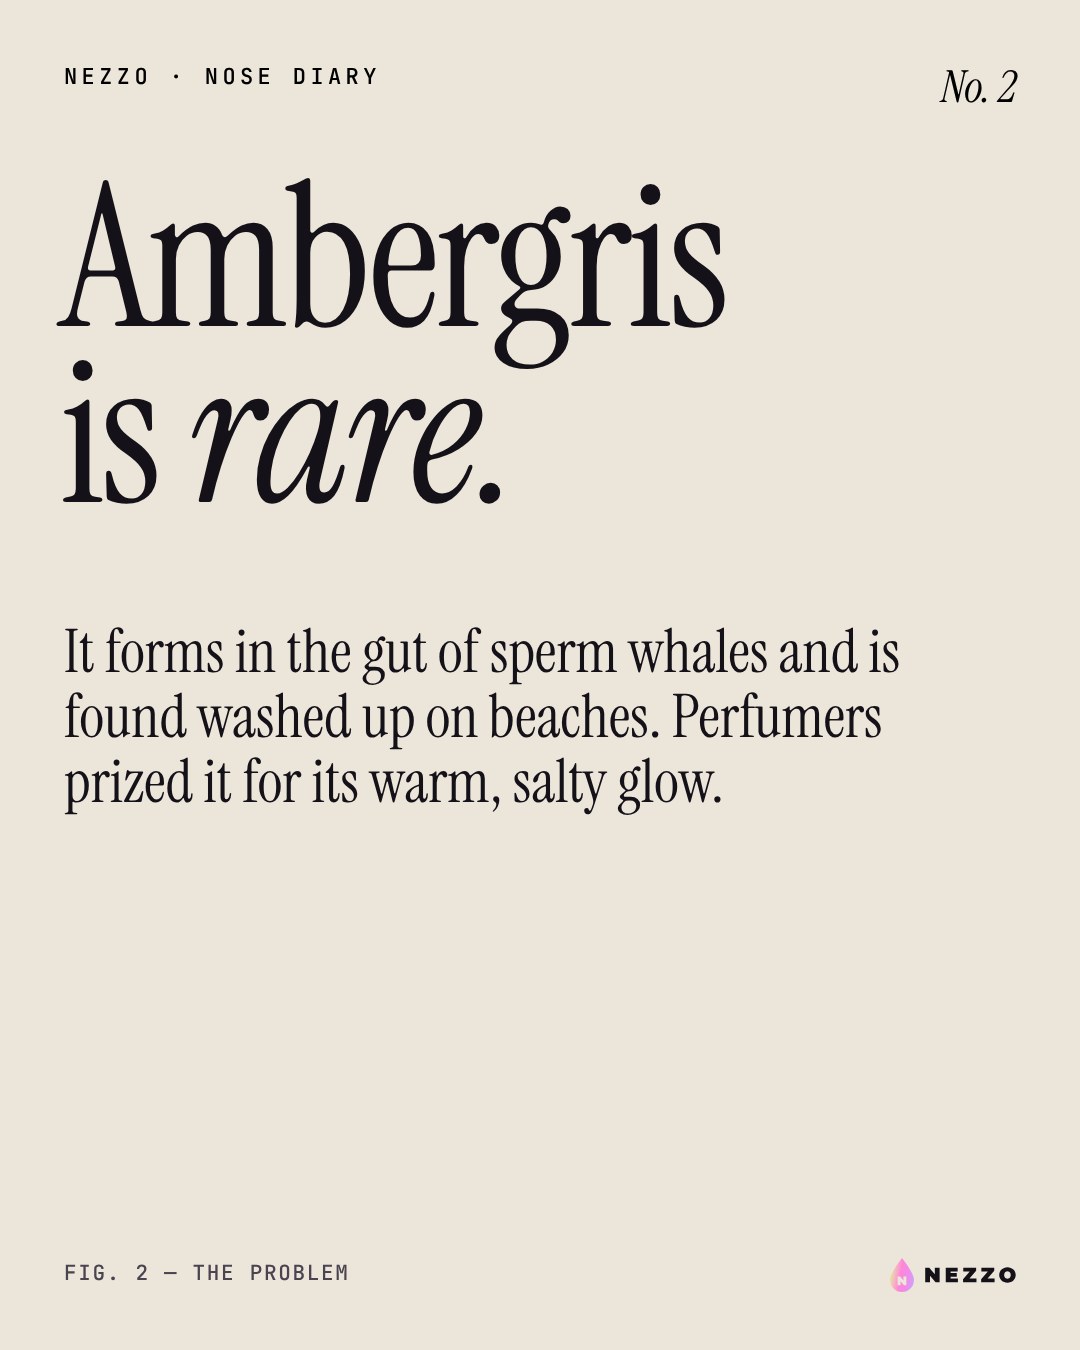 NEZZO · NOSE DIARY
No. 2
Ambergris
is rare.
It forms in the gut of sperm whales and is
found washed up on beaches. Perfumers
prized it for its warm, salty glow.
FIG. 2 — THE PROBLEM
N NEZZO